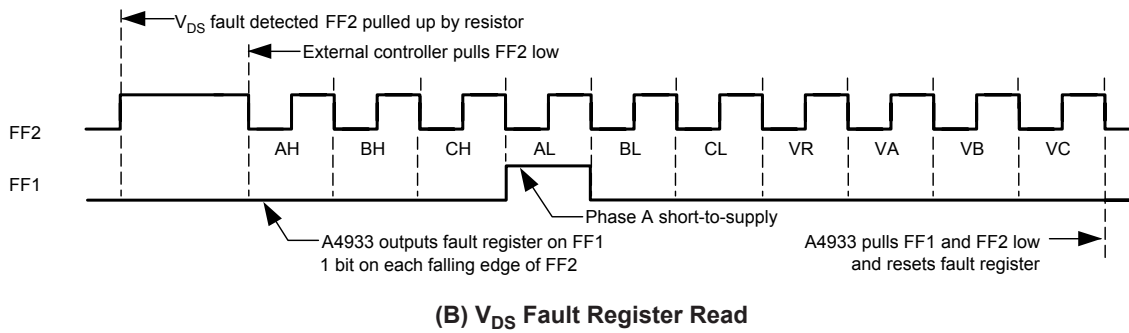 V_DS fault detected FF2 pulled up by resistor
External controller pulls FF2 low
FF2
AH BH CH AL BL CL VR VA VB VC
FF1
Phase A short-to-supply
A4933 outputs fault register on FF1
1 bit on each falling edge of FF2
A4933 pulls FF1 and FF2 low
and resets fault register
(B) V_DS Fault Register Read